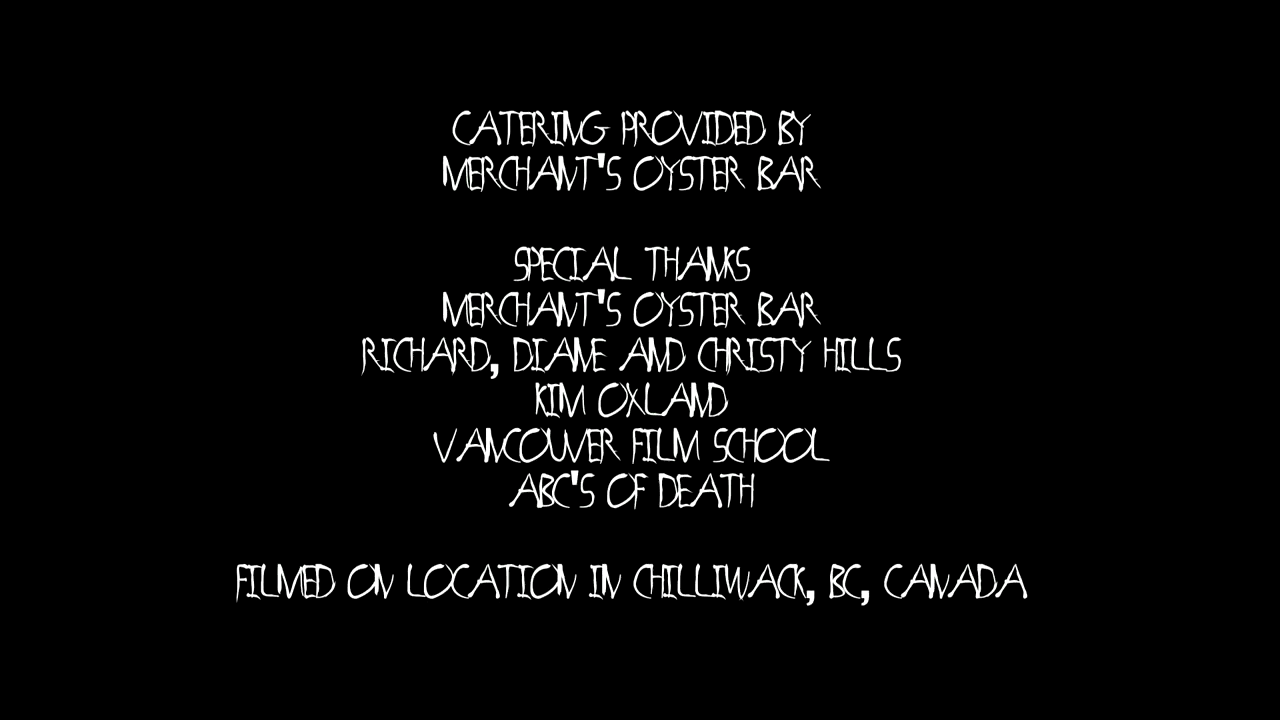 CATERING PROVIDED BY
MERCHANT'S OYSTER BAR
SPECIAL THANKS
MERCHANT'S OYSTER BAR
RICHARD, DIANE AND CHRISTY HILLS
KIM OXLAND
VANCOUVER FILM SCHOOL
ABC'S OF DEATH
FILMED ON LOCATION IN CHILLIWACK, BC, CANADA